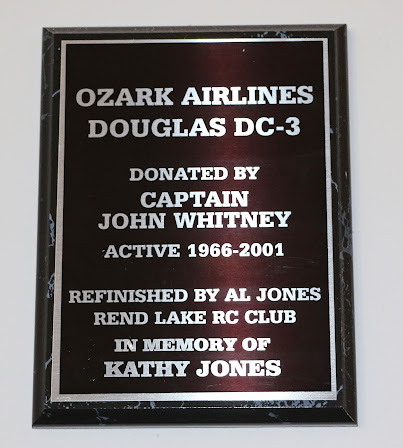 OZARK AIRLINES
DOUGLAS DC-3
DONATED BY
CAPTAIN
JOHN WHITNEY
ACTIVE 1966-2001
REFINISHED BY AL JONES
REND LAKE RC CLUB
IN MEMORY OF
KATHY JONES